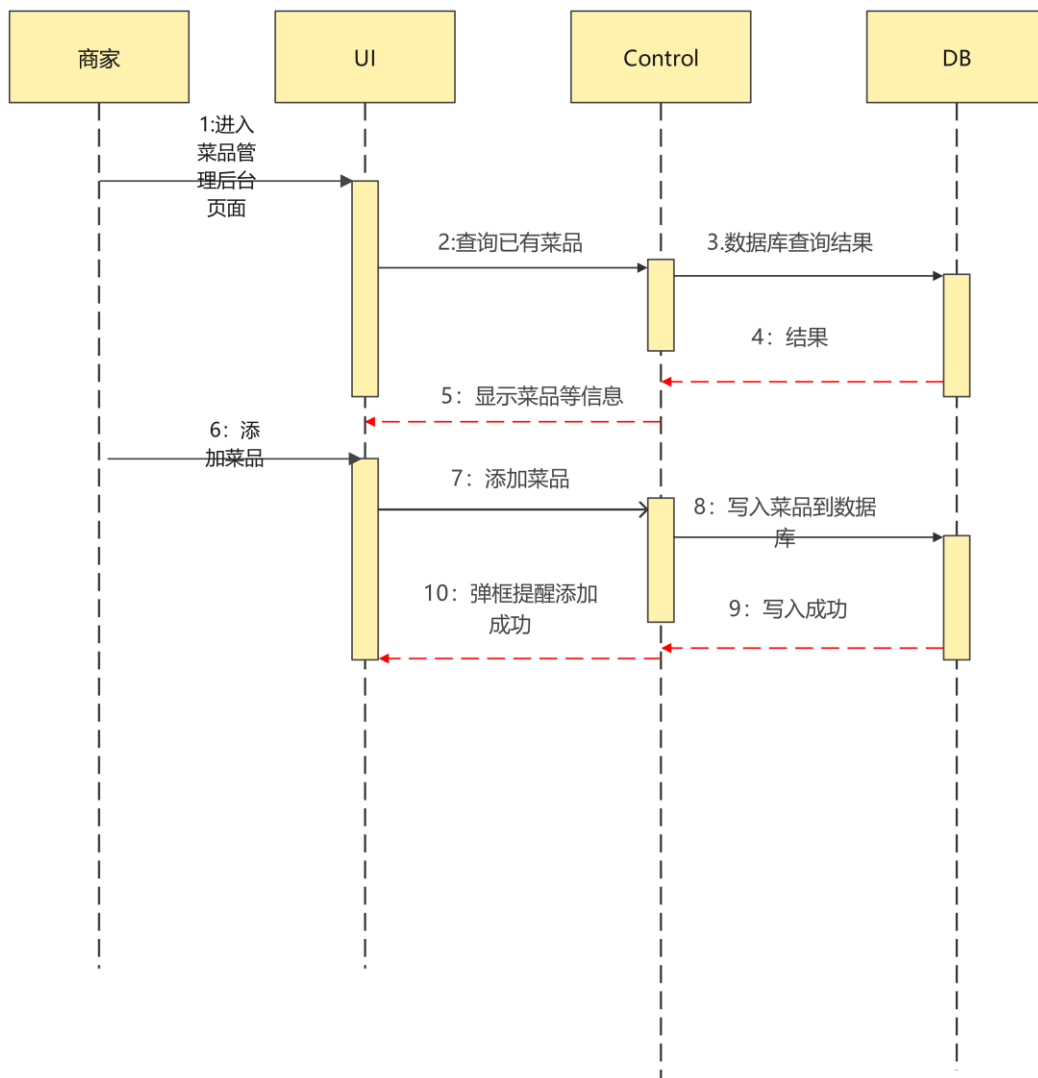 商家
UI
Control
DB
1:进入
菜品管
理后台
页面
2:查询已有菜品
3.数据库查询结果
4：结果
5：显示菜品等信息
6：添
加菜品
7：添加菜品
8：写入菜品到数据
库
9：写入成功
10：弹框提醒添加
成功